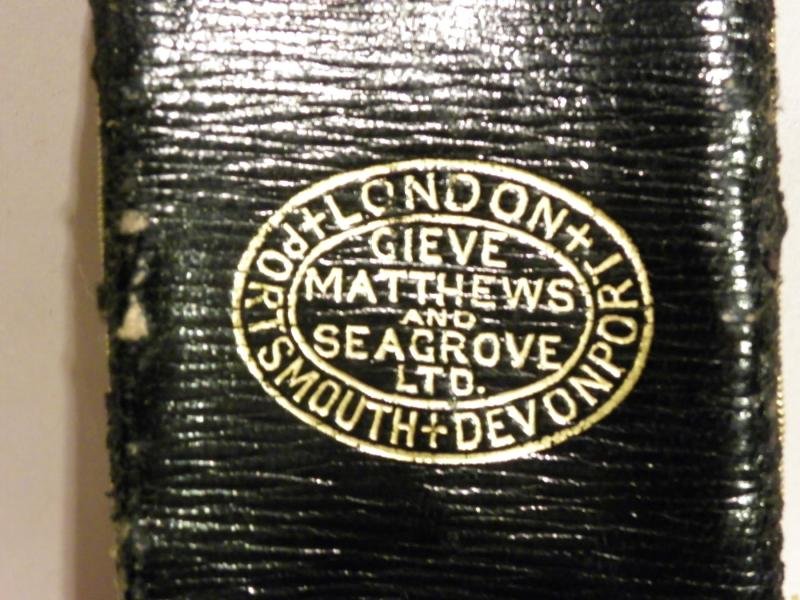 + LONDON +
GIEVE
MATTHEWS
AND
SEAGROVE
LTD.
PORTSMOUTH + DEVONPORT